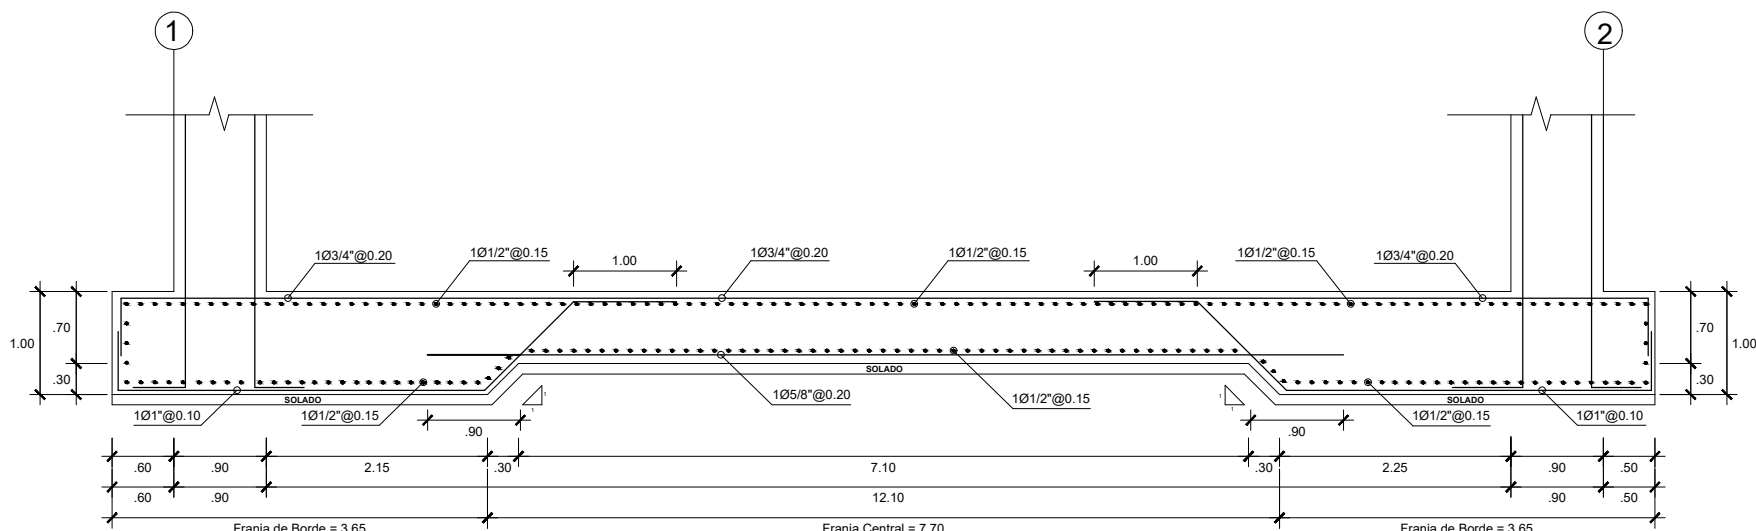 1
2
1Ø3/4"@0.20
1Ø1/2"@0.15
1.00
1Ø3/4"@0.20
1Ø1/2"@0.15
1.00
1Ø1/2"@0.15
1Ø3/4"@0.20
1.00
.70
.30
.70
.30
1.00
SOLADO
SOLADO
SOLADO
1Ø1"@0.10
1Ø1/2"@0.15
1
1
1Ø5/8"@0.20
1Ø1/2"@0.15
1
1
1Ø1/2"@0.15
1Ø1"@0.10
.90
.90
.60
.90
2.15
.30
7.10
.30
2.25
.90
.50
.60
.90
12.10
.90
.50
Franja de Borde = 3.65
Franja Central = 7.70
Franja de Borde = 3.65